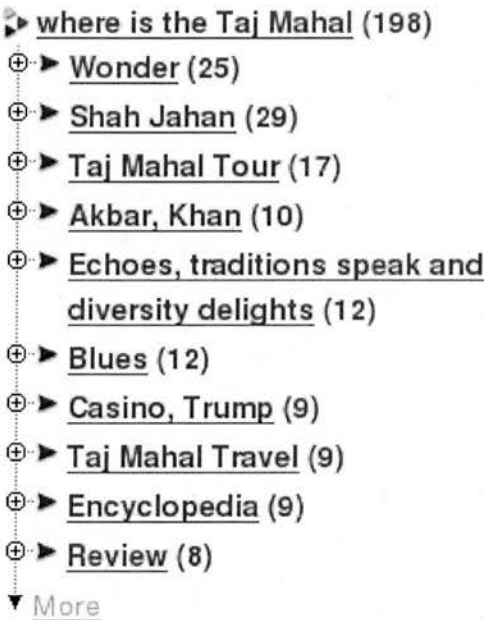 where is the Taj Mahal (198)
Wonder (25)
Shah Jahan (29)
Taj Mahal Tour (17)
Akbar, Khan (10)
Echoes, traditions speak and
diversity delights (12)
Blues (12)
Casino, Trump (9)
Taj Mahal Travel (9)
Encyclopedia (9)
Review (8)
More